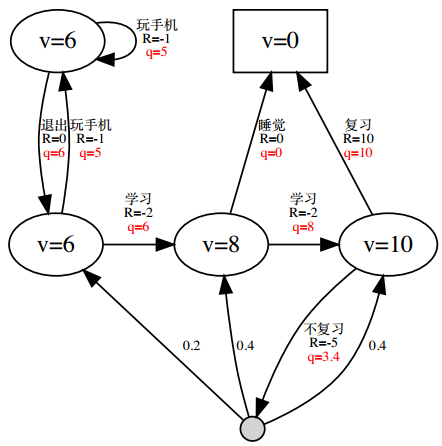 v=6
玩手机
R=-1
q=5
v=0
退出
R=0
q=6
玩手机
R=-1
q=5
睡觉
R=0
q=0
复习
R=10
q=10
v=6
学习
R=-2
q=6
v=8
学习
R=-2
q=8
v=10
0.2
0.4
不复习
R=-5
q=3.4
0.4